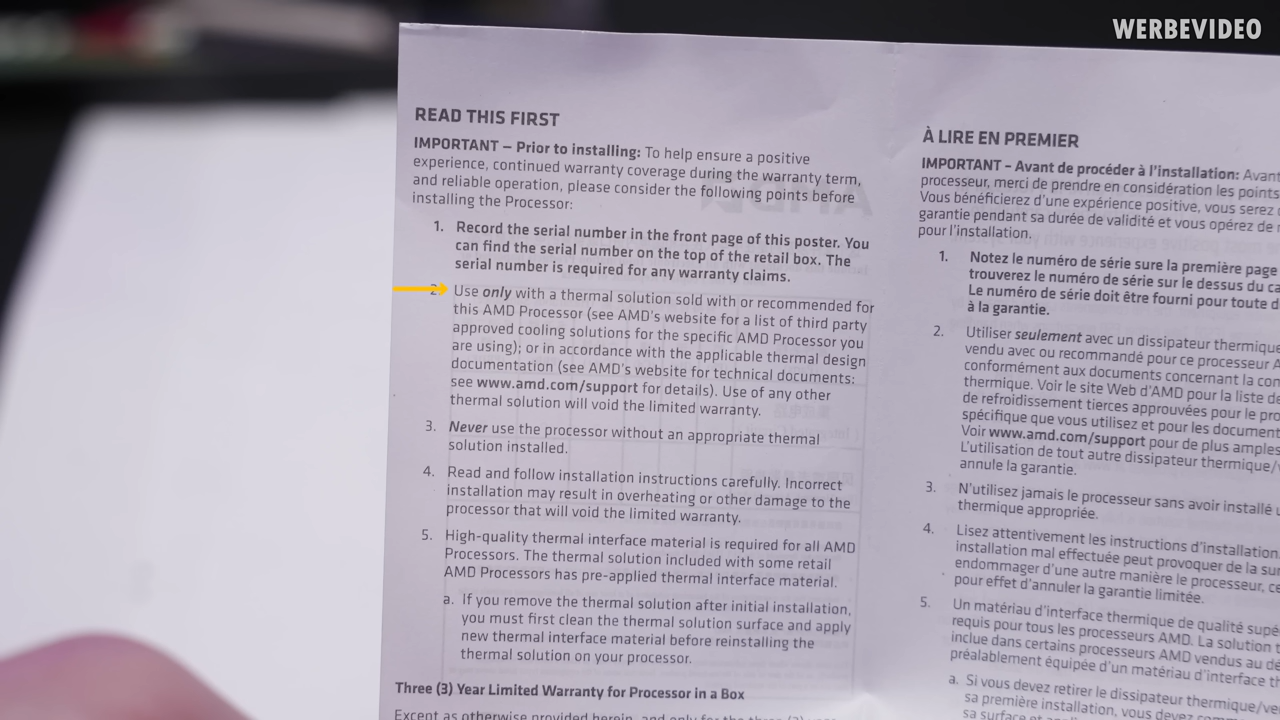 WERBEVIDEO
READ THIS FIRST
IMPORTANT – Prior to installing: To help ensure a positive
experience, continued warranty coverage during the warranty term,
and reliable operation, please consider the following points before
installing the Processor:
1. Record the serial number in the front page of this poster. You
can find the serial number on the top of the retail box. The
serial number is required for any warranty claims.
2. Use only with a thermal solution sold with or recommended for
this AMD Processor (see AMD's website for a list of third party
approved cooling solutions for the specific AMD Processor you
are using); or in accordance with the applicable thermal design
documentation (see AMD's website for technical documents:
see www.amd.com/support for details). Use of any other
thermal solution will void the limited warranty.
3. Never use the processor without an appropriate thermal
solution installed.
4. Read and follow installation instructions carefully. Incorrect
installation may result in overheating or other damage to the
processor that will void the limited warranty.
5. High-quality thermal interface material is required for all AMD
Processors. The thermal solution included with some retail
AMD Processors has pre-applied thermal interface material.
a. If you remove the thermal solution after initial installation,
you must first clean the thermal solution surface and apply
new thermal interface material before reinstalling the
thermal solution on your processor.
Three (3) Year Limited Warranty for Processor in a Box
Except as otherwise provided herein, and only for the three (3)
À LIRE EN PREMIER
IMPORTANT – Avant de procéder à l'installation: Avant
processeur, merci de prendre en considération les points
Vous bénéficierez d'une expérience positive, vous serez
garantie pendant sa durée de validité et vous opérez de
pour l'installation.
1. Notez le numéro de série sure la première page
trouverez le numéro de série sur le dessus du
Le numéro de série doit être fourni pour toute
à la garantie.
2. Utiliser seulement avec un dissipateur thermique
vendu avec ou recommandé pour ce processeur
conformément aux documents concernant la
thermique. Voir le site Web d'AMD pour la liste
de refroidissement tierces approuvées pour le
spécifique que vous utilisez et pour les
Voir www.amd.com/support pour de plus amples
L'utilisation de tout autre dissipateur thermique/
annule la garantie.
3. N'utilisez jamais le processeur sans avoir installé
thermique appropriée.
4. Lisez attentivement les instructions d'installation.
installation mal effectuée peut provoquer de la
endommager d'une autre manière le processeur,
pour effet d'annuler la garantie limitée.
5. Un matériau d'interface thermique de qualité
requis pour tous les processeurs AMD. La solution
inclue dans certains processeurs AMD vendus au
préalablement équipée d'un matériau d'interface
a. Si vous devez retirer le dissipateur thermique/
sa première installation, vous devez
sa surface et